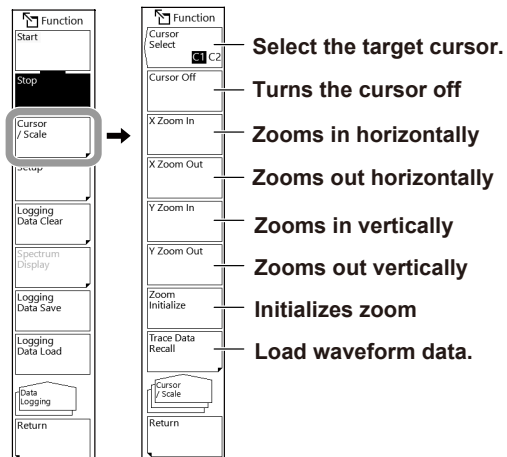 Function
Start
Stop
Cursor
/ Scale
Setup
Logging
Data Clear
Spectrum
Display
Logging
Data Save
Logging
Data Load
Data
Logging
Return
Function
Cursor
Select
C1 C2
Cursor Off
X Zoom In
X Zoom Out
Y Zoom In
Y Zoom Out
Zoom
Initialize
Trace Data
Recall
Cursor
/ Scale
Return
Select the target cursor.
Turns the cursor off
Zooms in horizontally
Zooms out horizontally
Zooms in vertically
Zooms out vertically
Initializes zoom
Load waveform data.